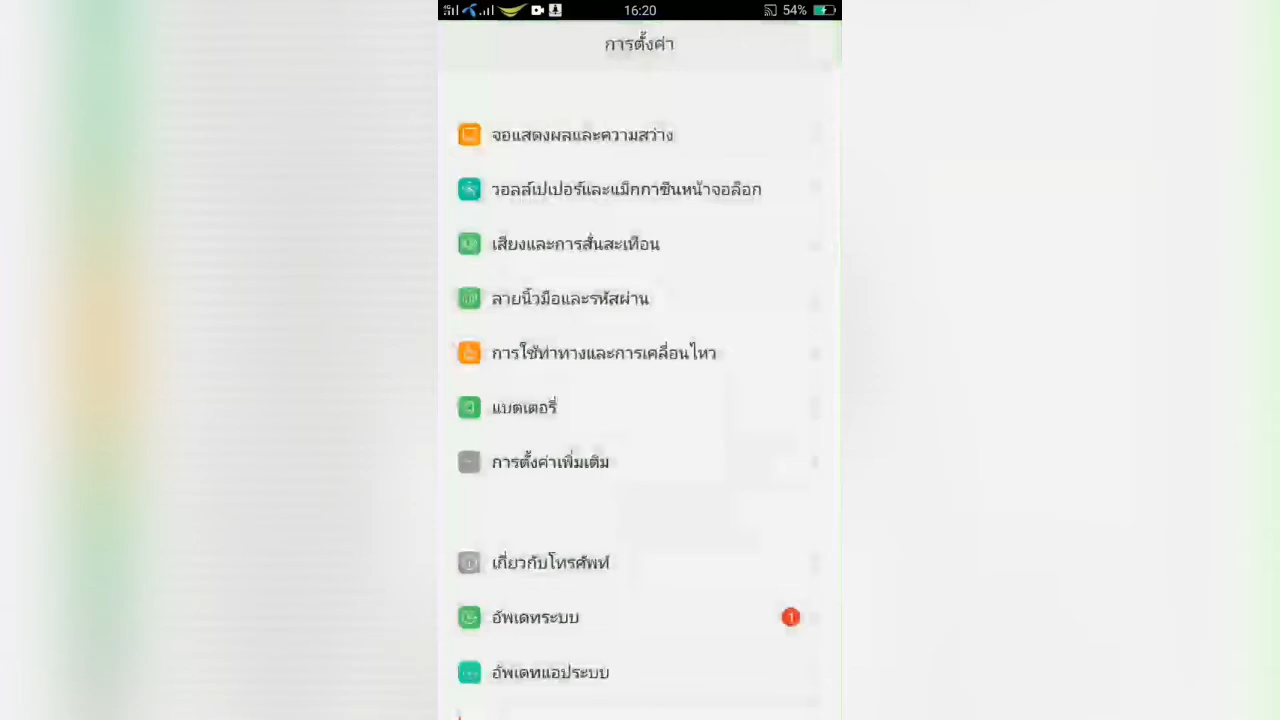 16:20
54%
การตั้งค่า
จอแสดงผลและความสว่าง
วอลล์เปเปอร์และแม็กกาซีนหน้าจอล็อก
เสียงและการสั่นสะเทือน
ลายนิ้วมือและรหัสผ่าน
การใช้ท่าทางและการเคลื่อนไหว
แบตเตอรี่
การตั้งค่าเพิ่มเติม
เกี่ยวกับโทรศัพท์
อัพเดทระบบ
1
อัพเดทแอประบบ